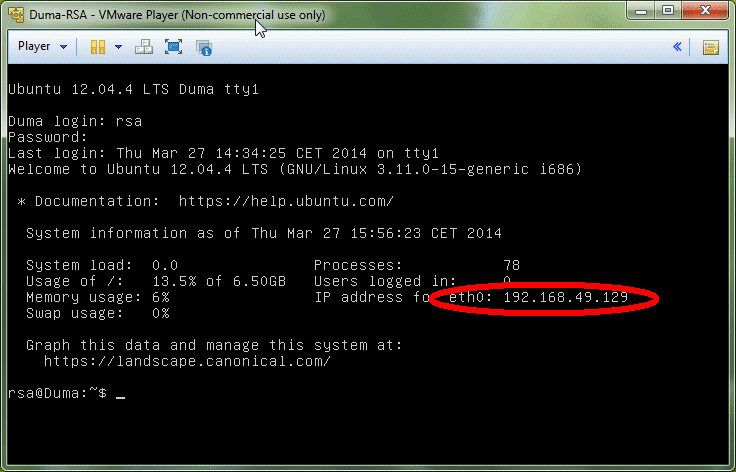 Duma-RSA - VMware Player (Non-commercial use only)
Player
Ubuntu 12.04.4 LTS Duma tty1
Duma login: rsa
Password:
Last login: Thu Mar 27 14:34:25 CET 2014 on tty1
Welcome to Ubuntu 12.04.4 LTS (GNU/Linux 3.11.0-15-generic i686)
* Documentation:  https://help.ubuntu.com/
System information as of Thu Mar 27 15:56:23 CET 2014
System load:  0.0                Processes:           78
Usage of /:   13.5% of 6.50GB   Users logged in:     0
Memory usage: 6%                 IP address for eth0: 192.168.49.129
Swap usage:   0%
Graph this data and manage this system at:
https://landscape.canonical.com/
rsa@Duma:~$ _